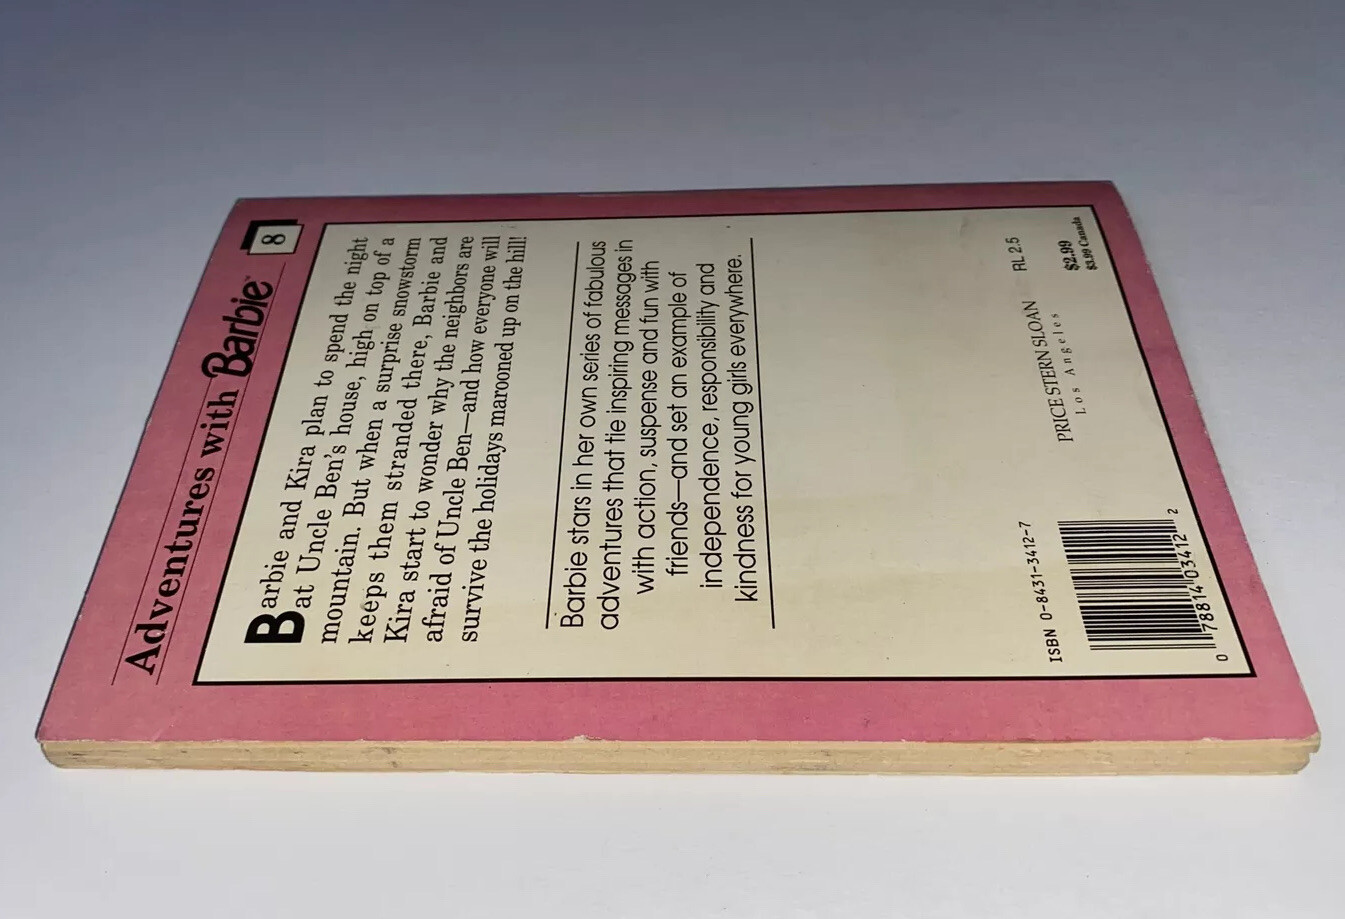 Adventures with Barbie™
8
Barbie and Kira plan to spend the night
at Uncle Ben's house, high on top of a
mountain. But when a surprise snowstorm
keeps them stranded there, Barbie and
Kira start to wonder why the neighbors are
afraid of Uncle Ben—and how everyone will
survive the holidays marooned up on the hill!
Barbie stars in her own series of fabulous
adventures that tie inspiring messages in
with action, suspense and fun with
friends—and set an example of
independence, responsibility and
kindness for young girls everywhere.
RL 2.5
$2.99
$3.99 Canada
PRICE STERN SLOAN
Los Angeles
ISBN 0-8431-3412-7
0 78814 03412 2